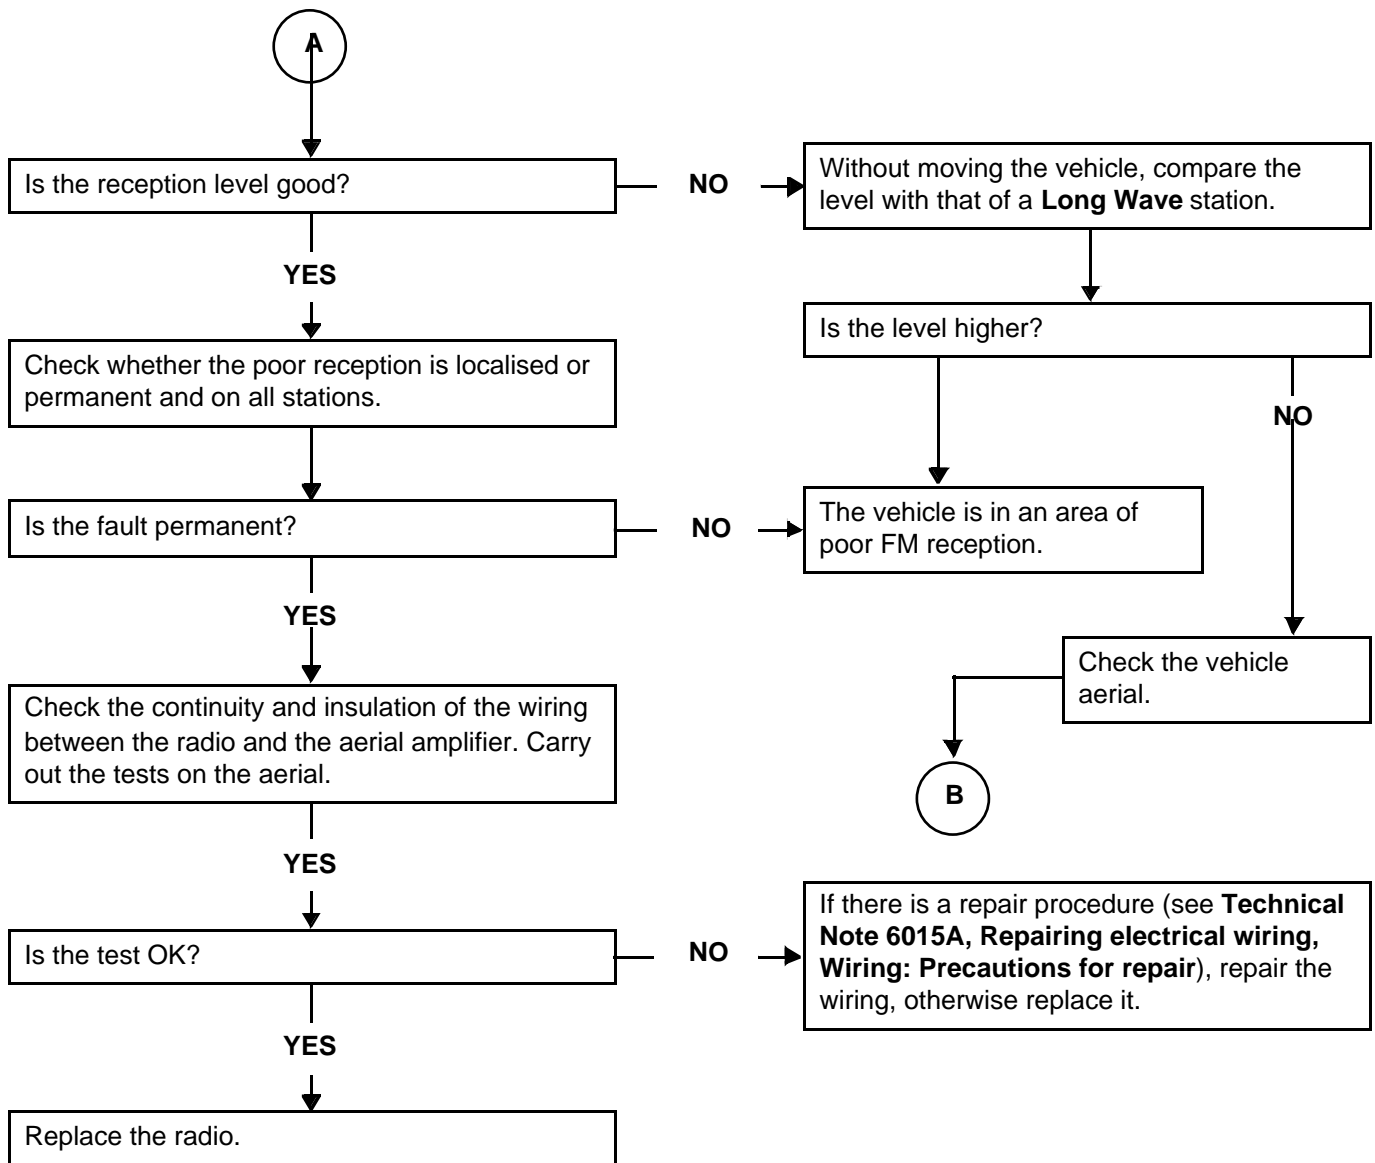 A
Is the reception level good?
NO
Without moving the vehicle, compare the
level with that of a Long Wave station.
YES
Is the level higher?
Check whether the poor reception is localised or
permanent and on all stations.
NO
Is the fault permanent?
NO
The vehicle is in an area of
poor FM reception.
YES
Check the vehicle
aerial.
Check the continuity and insulation of the wiring
between the radio and the aerial amplifier. Carry
out the tests on the aerial.
B
YES
If there is a repair procedure (see Technical
Note 6015A, Repairing electrical wiring,
Wiring: Precautions for repair), repair the
wiring, otherwise replace it.
Is the test OK?
NO
YES
Replace the radio.